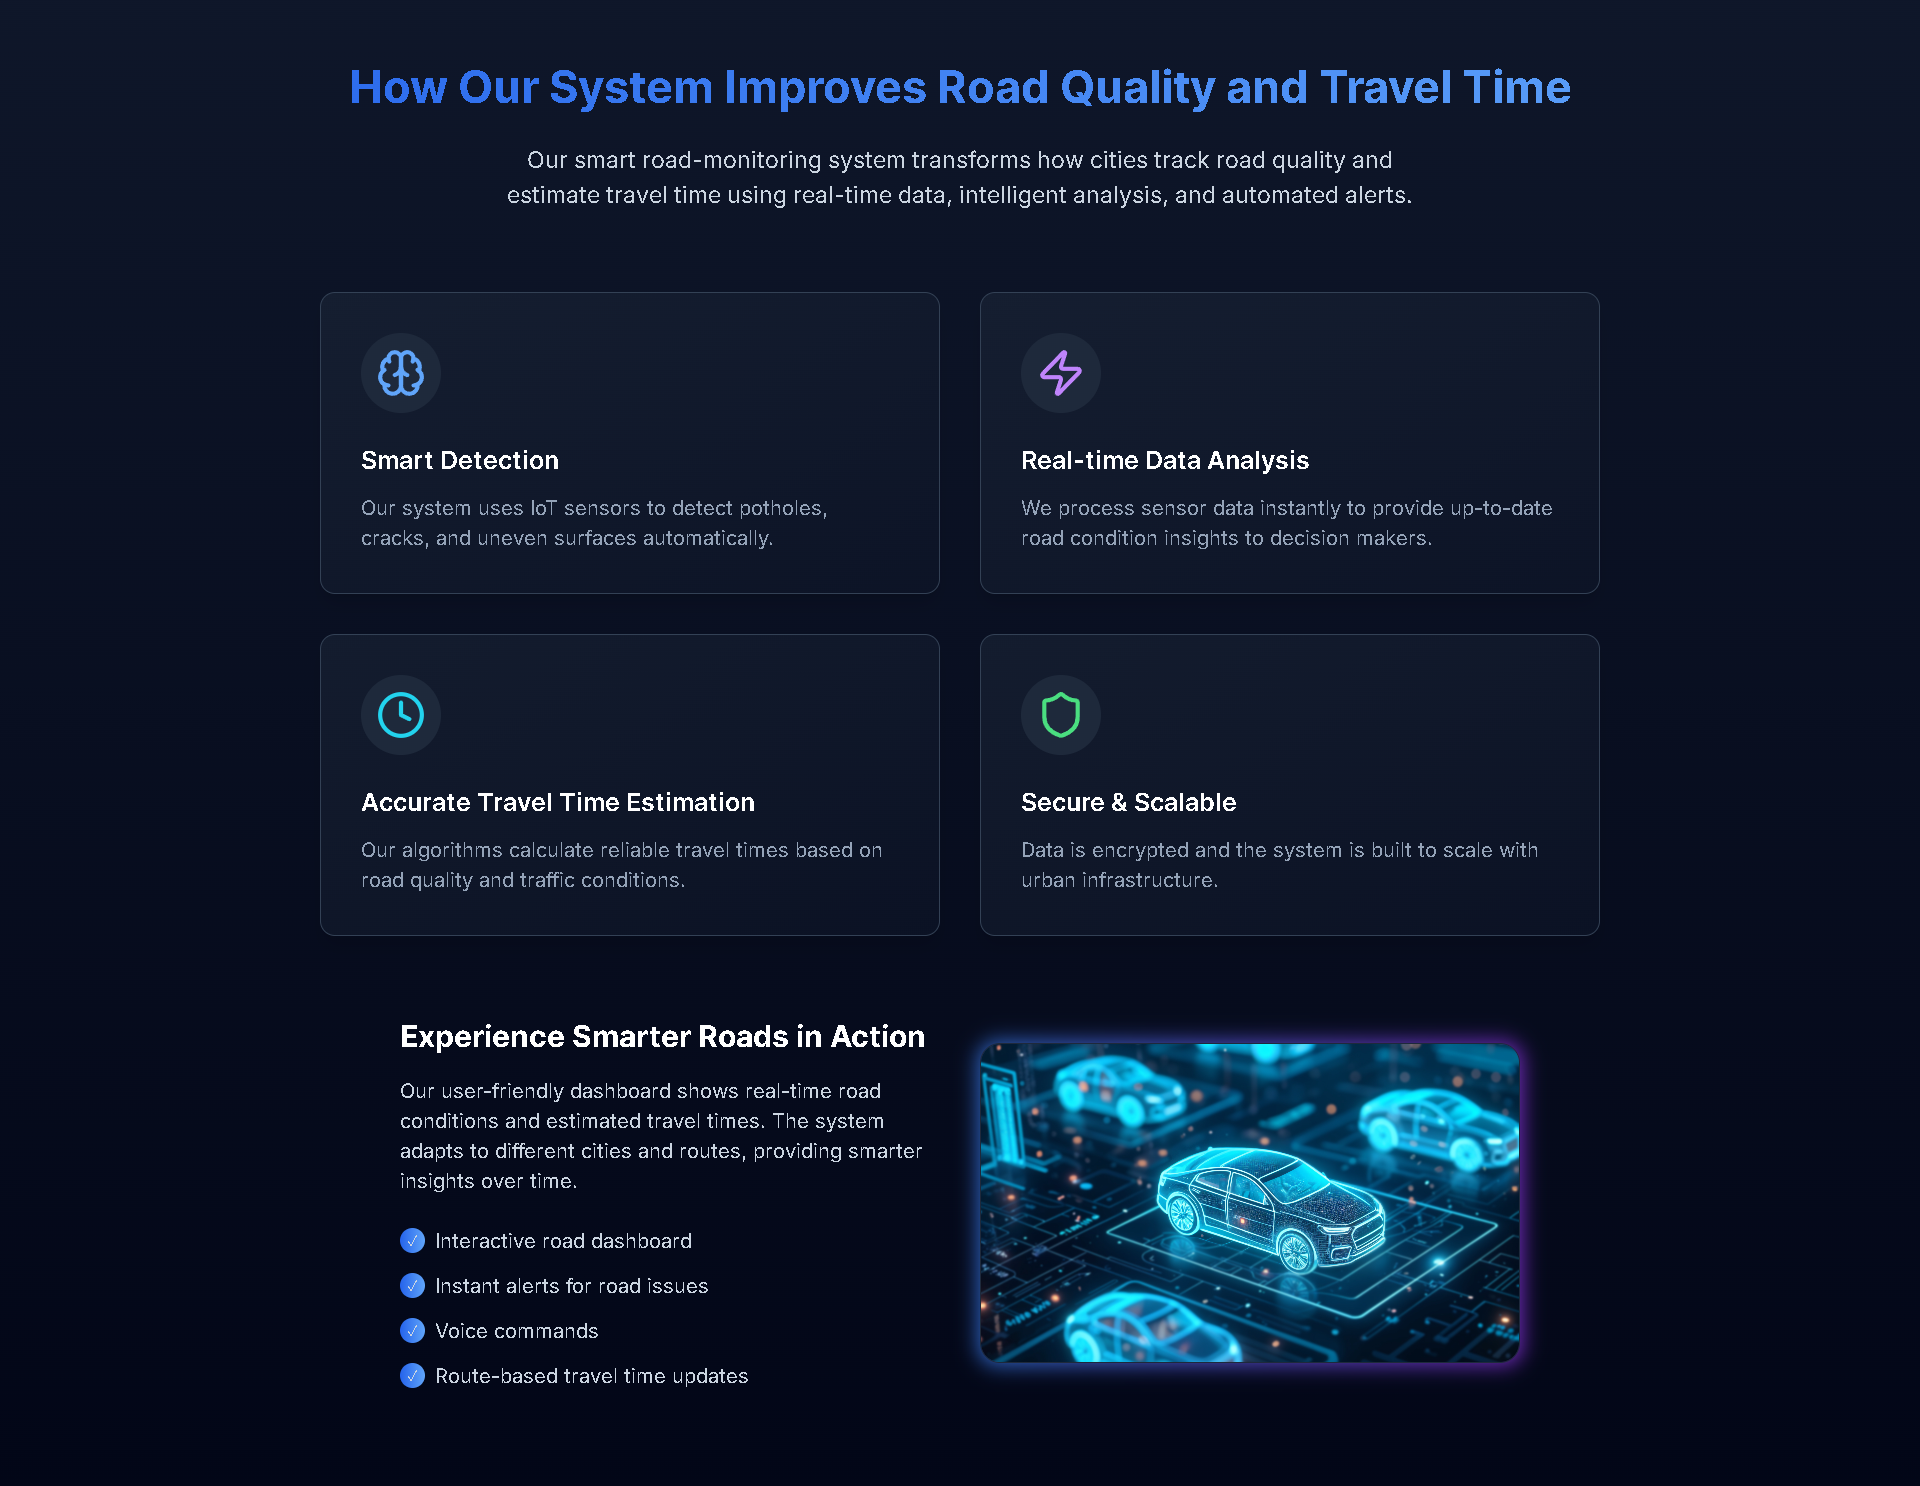 How Our System Improves Road Quality and Travel Time
Our smart road-monitoring system transforms how cities track road quality and
estimate travel time using real-time data, intelligent analysis, and automated alerts.
Smart Detection
Our system uses IoT sensors to detect potholes,
cracks, and uneven surfaces automatically.
Real-time Data Analysis
We process sensor data instantly to provide up-to-date
road condition insights to decision makers.
Accurate Travel Time Estimation
Our algorithms calculate reliable travel times based on
road quality and traffic conditions.
Secure & Scalable
Data is encrypted and the system is built to scale with
urban infrastructure.
Experience Smarter Roads in Action
Our user-friendly dashboard shows real-time road
conditions and estimated travel times. The system
adapts to different cities and routes, providing smarter
insights over time.
✓ Interactive road dashboard
✓ Instant alerts for road issues
✓ Voice commands
✓ Route-based travel time updates